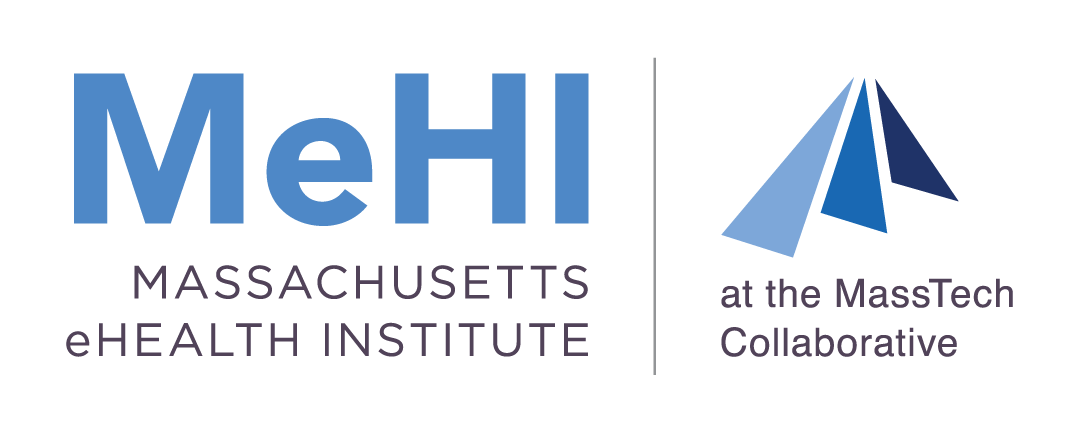 MeHI
MASSACHUSETTS
eHEALTH INSTITUTE
at the MassTech
Collaborative